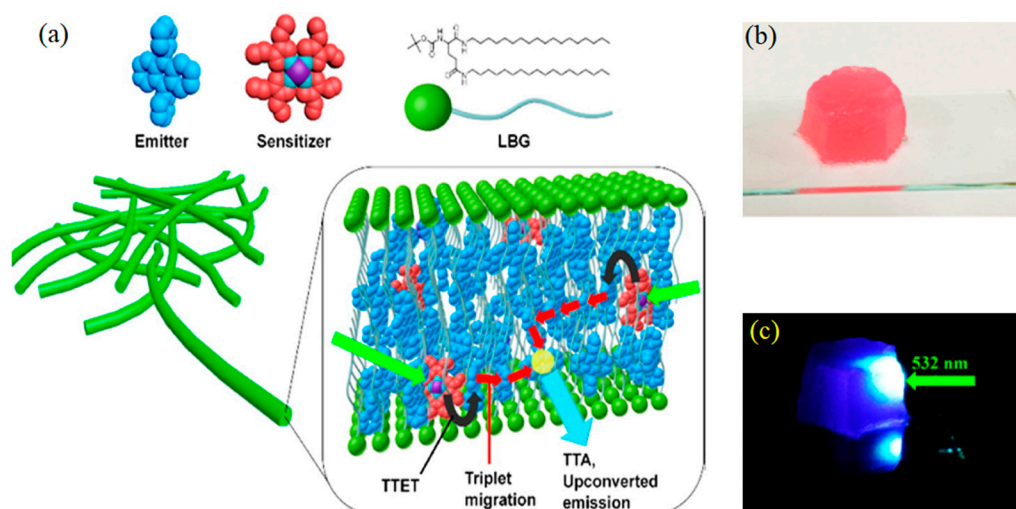 (a)
Emitter
Sensitizer
LBG
O
O
H
N
O
N
H
O
O
N
H
TTET
Triplet
migration
TTA,
Upconverted
emission
(b)
(c)
532 nm